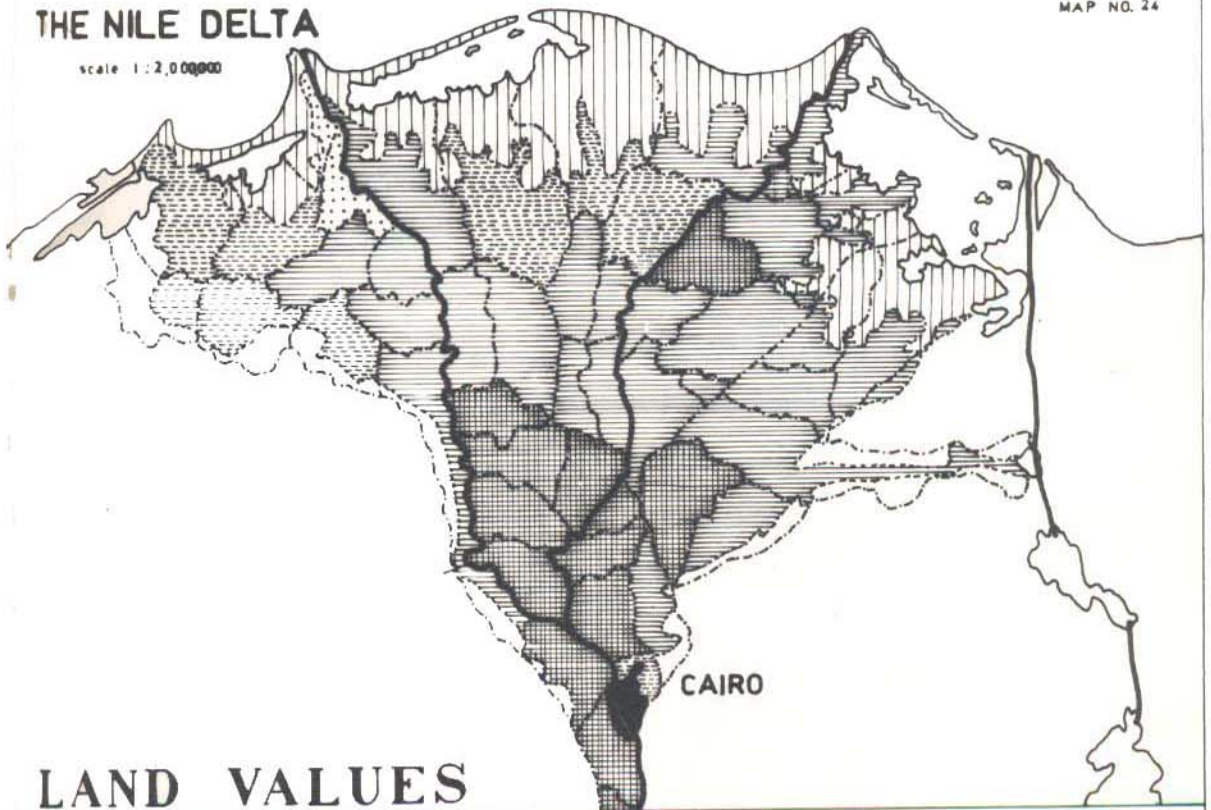 THE NILE DELTA
MAP NO. 24
scale 1:2,000,000
CAIRO
LAND VALUES